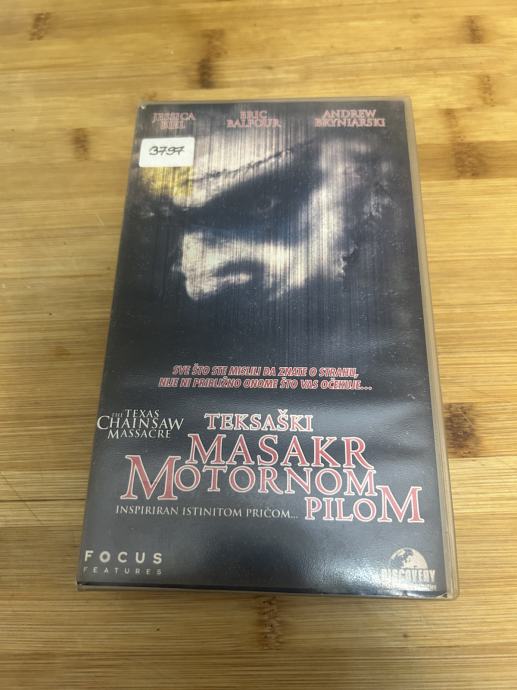 JESSICA BIEL
ERIC BALFOUR
ANDREW BRYNIARSKI
3797
SVE ŠTO STE MISLILI DA ZNATE O STRAHU,
NIJE NI PRIBLIŽNO ONOME ŠTO VAS OČEKUJE...
THE TEXAS
CHAINSAW
MASSACRE
TEKSAŠKI
MASAKR
MOTORNOM
PILOM
INSPIRIRAN ISTINITOM PRIČOM...
FOCUS
FEATURES
DISCOVERY